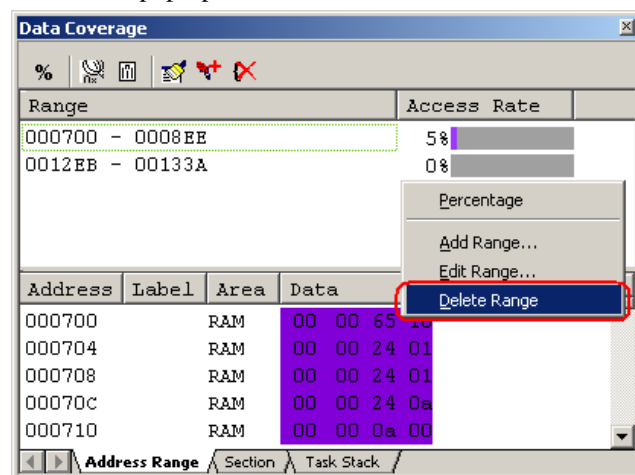 Data Coverage
%
Range Access Rate
000700 - 0008EE 5%
0012EB - 00133A 0%
Percentage
Add Range...
Edit Range...
Delete Range
Address Label Area Data
000700 RAM 00 00 65
000704 RAM 00 00 24 01
000708 RAM 00 00 24 01
00070C RAM 00 00 24 0a
000710 RAM 00 00 0a 00
Address Range Section Task Stack